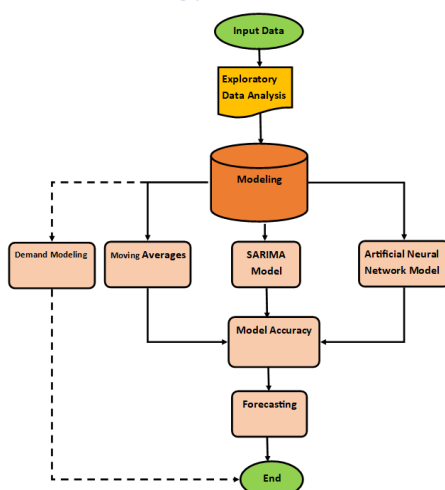 Input Data
Exploratory
Data Analysis
Modeling
Demand Modeling
Moving Averages
SARIMA
Model
Artificial Neural
Network Model
Model Accuracy
Forecasting
End